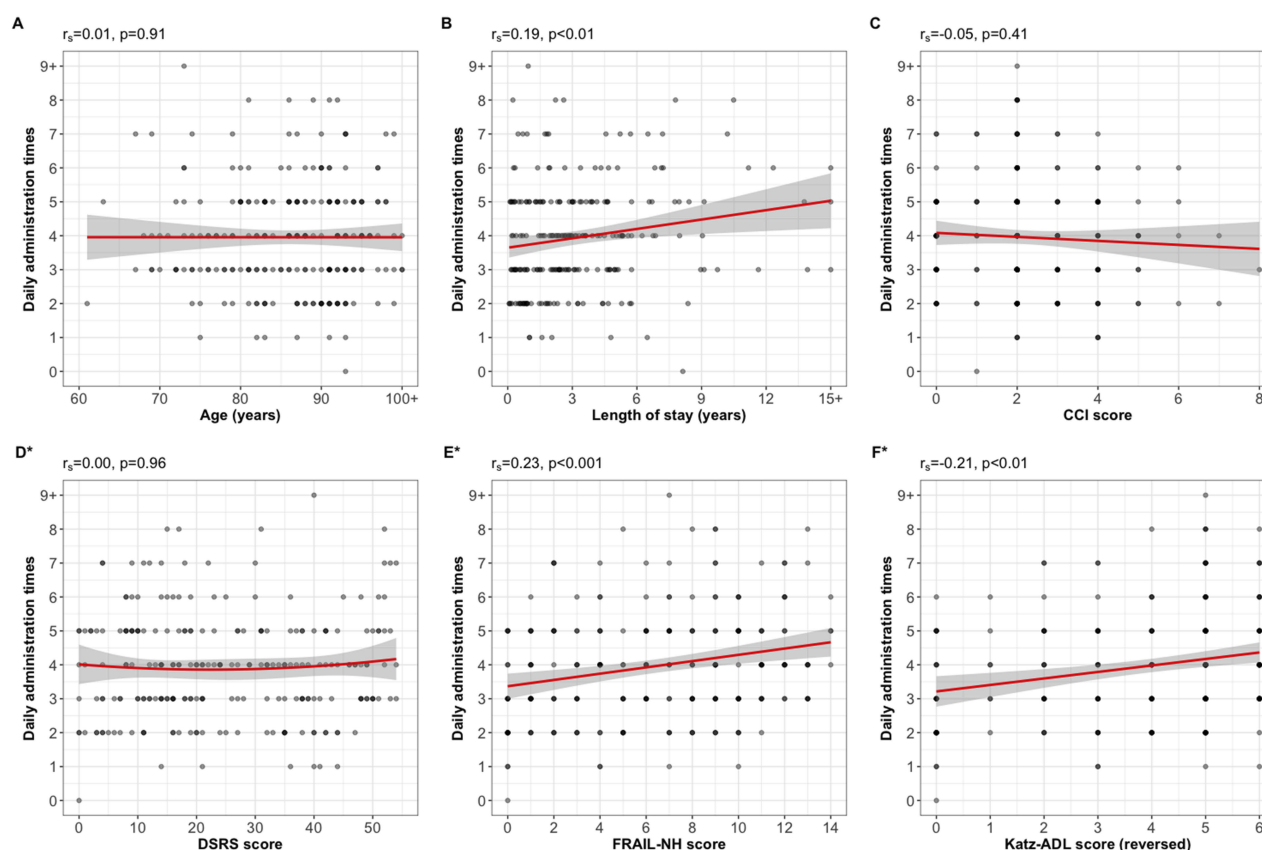 A
r_s=0.01, p=0.91
Daily administration times
9+
8
7
6
5
4
3
2
1
0
60 70 80 90 100+
Age (years)
B
r_s=0.19, p<0.01
Daily administration times
9+
8
7
6
5
4
3
2
1
0
0 3 6 9 12 15+
Length of stay (years)
C
r_s=-0.05, p=0.41
Daily administration times
9+
8
7
6
5
4
3
2
1
0
0 2 4 6 8
CCI score
D*
r_s=0.00, p=0.96
Daily administration times
9+
8
7
6
5
4
3
2
1
0
0 10 20 30 40 50
DSRS score
E*
r_s=0.23, p<0.001
Daily administration times
9+
8
7
6
5
4
3
2
1
0
0 2 4 6 8 10 12 14
FRAIL-NH score
F*
r_s=-0.21, p<0.01
Daily administration times
9+
8
7
6
5
4
3
2
1
0
0 1 2 3 4 5 6
Katz-ADL score (reversed)